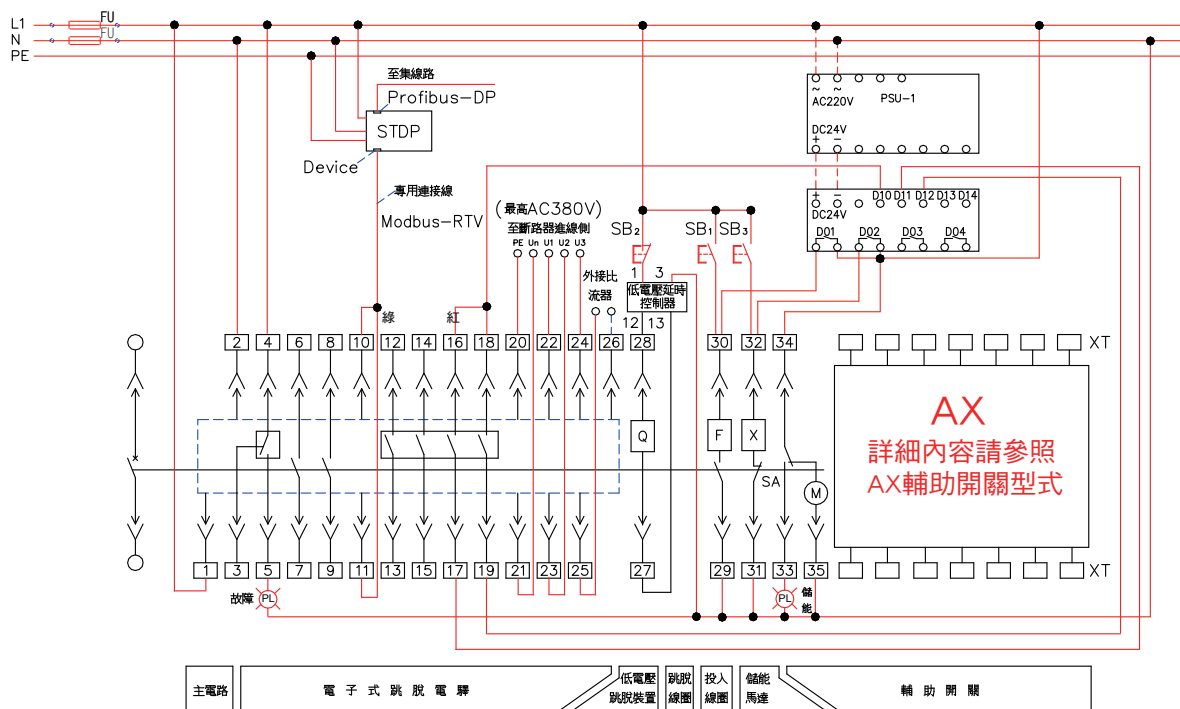 L1
FU
N
FU
PE
至集線路
Profibus-DP
STDP
Device
專用連接線
Modbus-RTV
~ ~
AC220V
PSU-1
DC24V
+ -
+ -
D10 D11 D12 D13 D14
DC24V
D01 D02 D03 D04
(最高AC380V)
至斷路器進線側
PE Un U1 U2 U3
SB₂ SB₁ SB₃
外接比
流器
1 3
低電壓延時
控制器
12 13
綠 紅
2 4 6 8 10 12 14 16 18 20 22 24 26 28 30 32 34
XT
Q F X
SA
M
AX
詳細內容請參照
AX輔助開關型式
1 3 5 7 9 11 13 15 17 19 21 23 25 27 29 31 33 35
XT
故障 PL
PL 儲
能
主電路
電子式跳脫電驛
低電壓
跳脫裝置
跳脫
線圈
投入
線圈
儲能
馬達
輔助開關